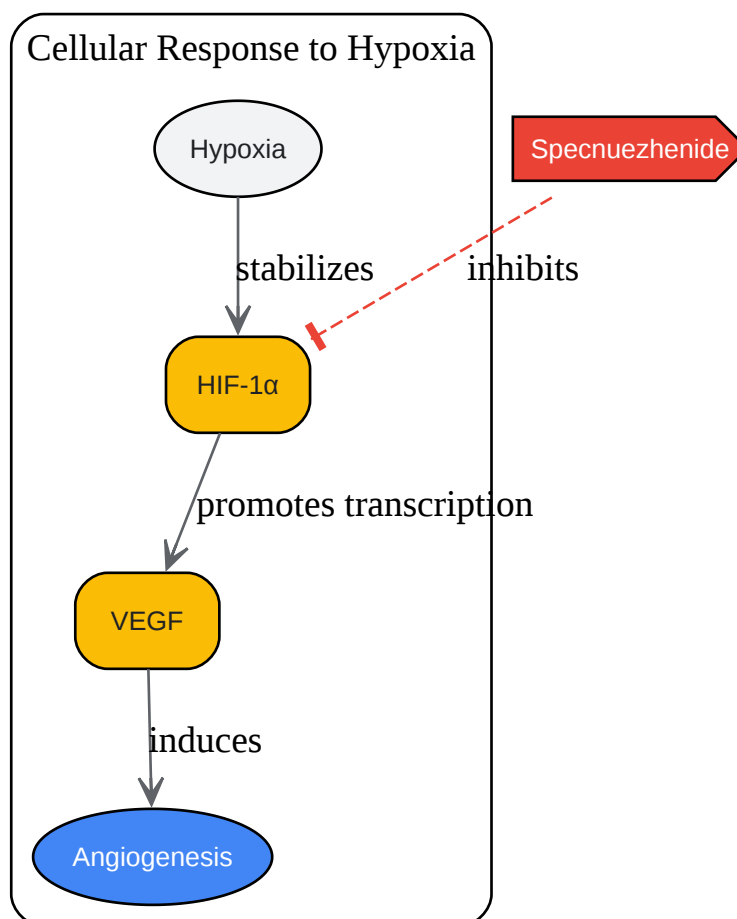 Cellular Response to Hypoxia
Hypoxia
Specnuezhenide
stabilizes
inhibits
HIF-1α
promotes transcription
VEGF
induces
Angiogenesis